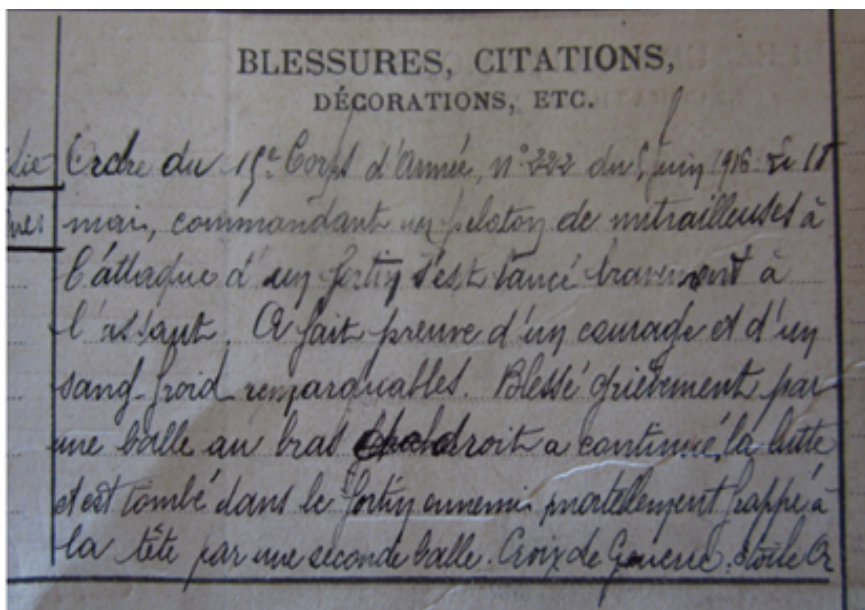 BLESSURES, CITATIONS,
DÉCORATIONS, ETC.
Ordre du 15e Corps d'Armée, n° 222 du juin 1916. Le 18
mai, commandant un peloton de mitrailleuses à
l'attaque d'un fortin s'est lancé bravement à
l'assaut. A fait preuve d'un courage et d'un
sang-froid remarquables. Blessé grièvement par
une balle au bras droit a continué la lutte
et est tombé dans le fortin ennemi mortellement frappé à
la tête par une seconde balle. Croix de Guerre: étoile Or